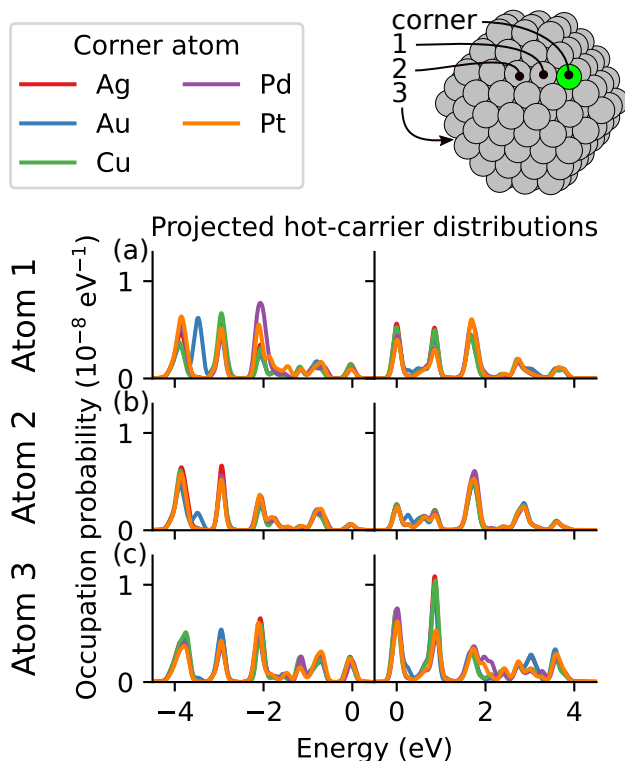 Corner atom
Ag
Au
Cu
Pd
Pt
corner
1
2
3
Projected hot-carrier distributions
Atom 1
Atom 2
Atom 3
Occupation probability (10⁻⁸ eV⁻¹)
(a)
1
0
(b)
1
0
(c)
1
0
−4 −2 0 0 2 4
Energy (eV)